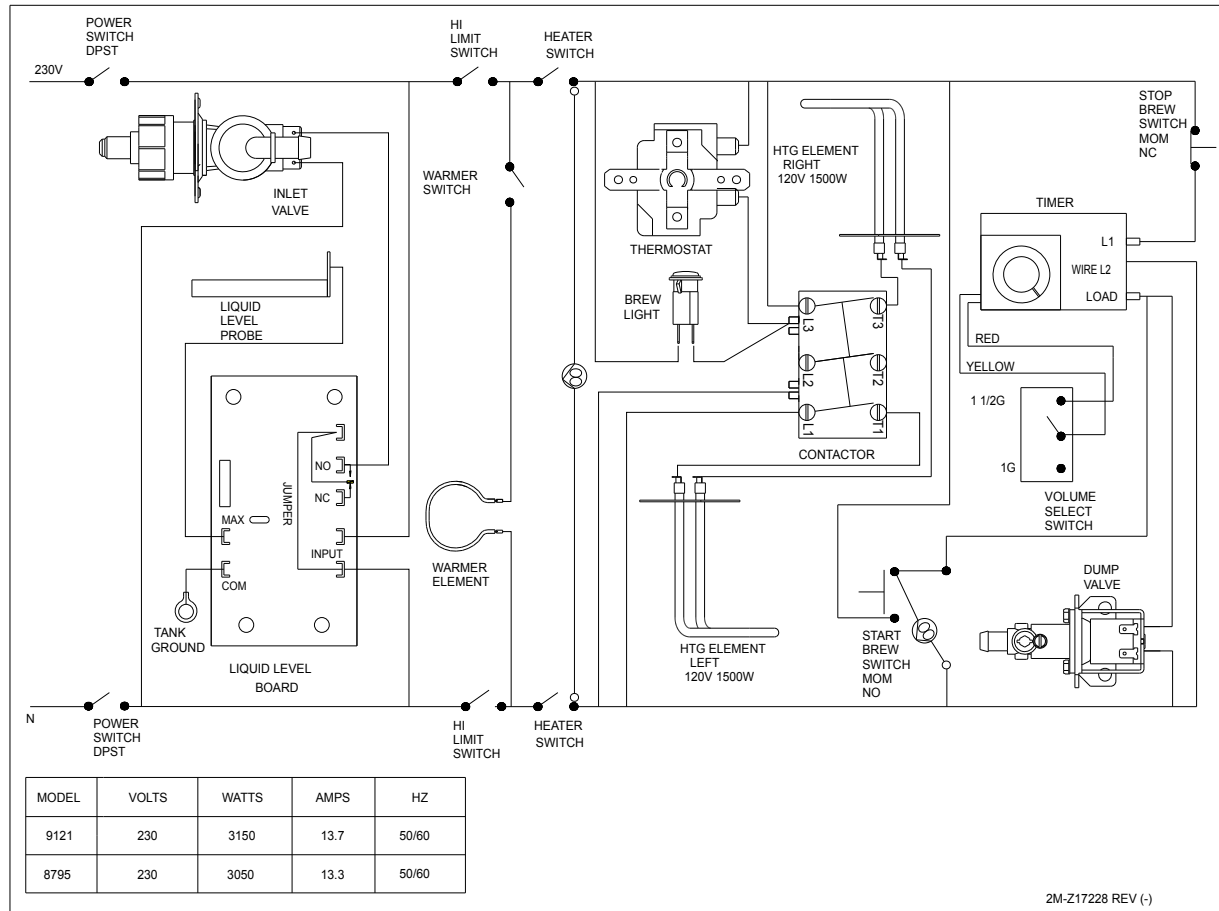 POWER
SWITCH
DPST
230V
HI
LIMIT
SWITCH
HEATER
SWITCH
STOP
BREW
SWITCH
MOM
NC
INLET
VALVE
WARMER
SWITCH
HTG ELEMENT
RIGHT
120V 1500W
THERMOSTAT
TIMER
L1
WIRE L2
LOAD
LIQUID
LEVEL
PROBE
BREW
LIGHT
L3
T3
L2
T2
L1
T1
CONTACTOR
RED
YELLOW
1 1/2G
1G
VOLUME
SELECT
SWITCH
NO
NC
JUMPER
MAX
INPUT
COM
TANK
GROUND
LIQUID LEVEL
BOARD
WARMER
ELEMENT
HTG ELEMENT
LEFT
120V 1500W
START
BREW
SWITCH
MOM
NO
DUMP
VALVE
N
POWER
SWITCH
DPST
HI
LIMIT
SWITCH
HEATER
SWITCH
MODEL VOLTS WATTS AMPS HZ
9121 230 3150 13.7 50/60
8795 230 3050 13.3 50/60
2M-Z17228 REV (-)